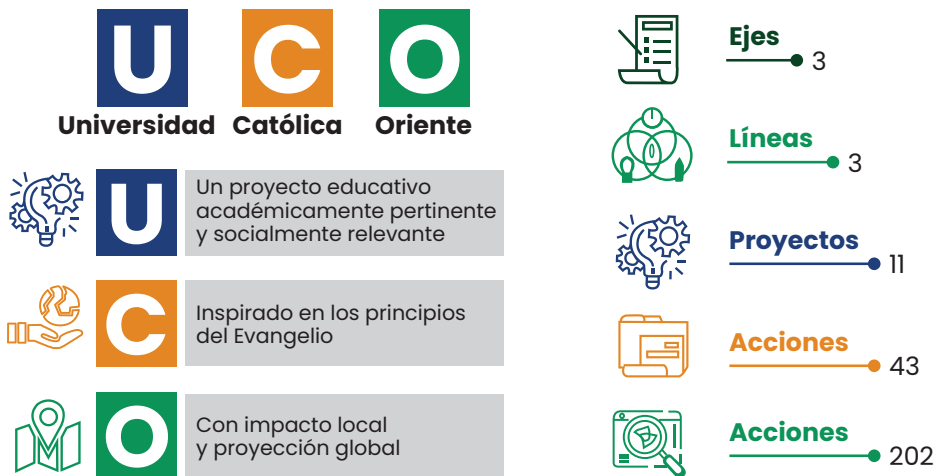 U C O
Universidad Católica Oriente
U
Un proyecto educativo
académicamente pertinente
y socialmente relevante
C
Inspirado en los principios
del Evangelio
O
Con impacto local
y proyección global
Ejes
3
Líneas
3
Proyectos
11
Acciones
43
Acciones
202